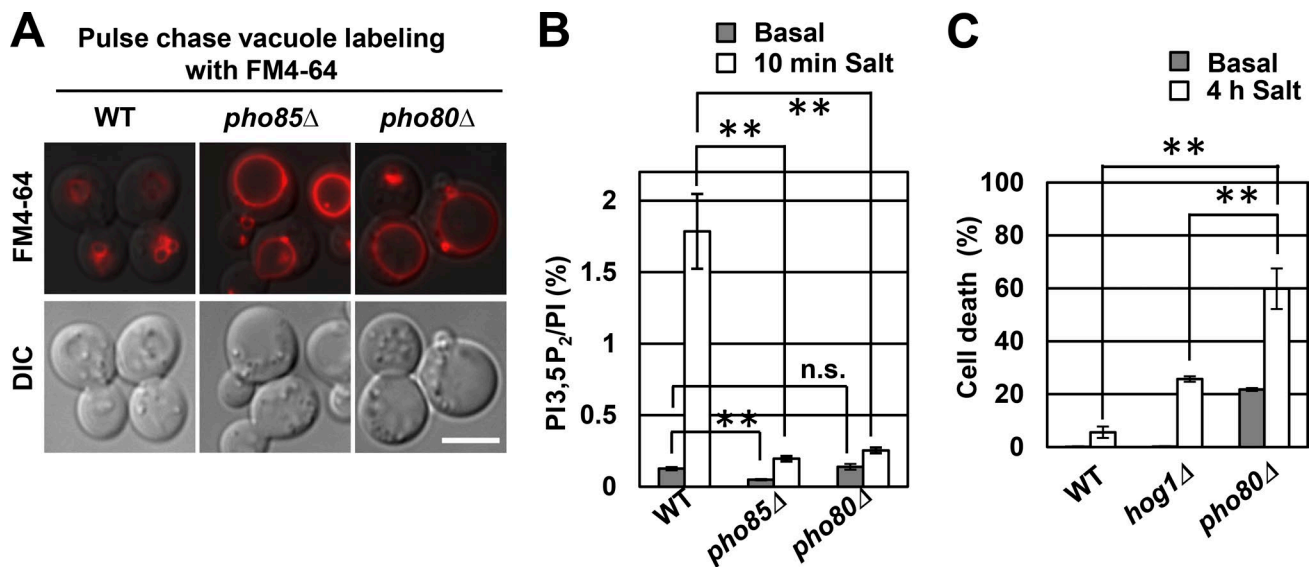 A
Pulse chase vacuole labeling
with FM4-64
WT
pho85Δ
pho80Δ
FM4-64
DIC
B
Basal
10 min Salt
**
**
2
1.5
1
0.5
0
PI3,5P₂/PI (%)
n.s.
**
WT
pho85Δ
pho80Δ
C
Basal
4 h Salt
**
**
100
80
60
40
20
0
Cell death (%)
WT
hog1Δ
pho80Δ